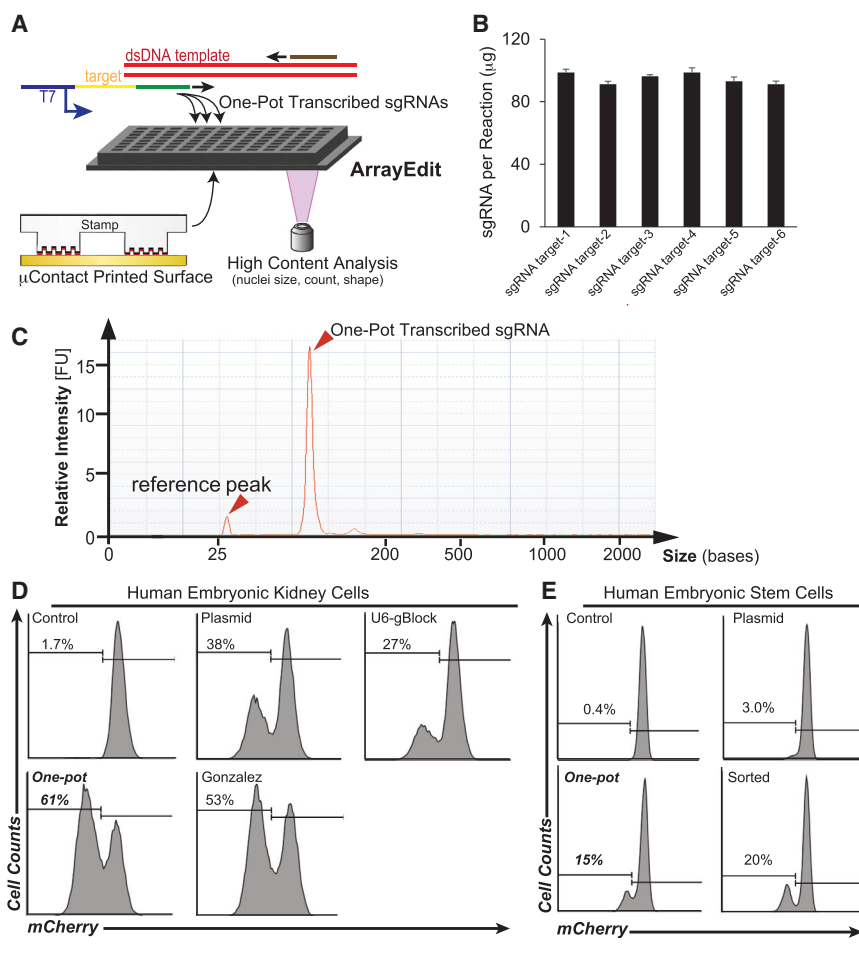 A
dsDNA template
target
T7
One-Pot Transcribed sgRNAs
ArrayEdit
Stamp
μContact Printed Surface
High Content Analysis
(nuclei size, count, shape)
B
sgRNA per Reaction (μg)
120
80
40
0
sgRNA target-1
sgRNA target-2
sgRNA target-3
sgRNA target-4
sgRNA target-5
sgRNA target-6
C
One-Pot Transcribed sgRNA
reference peak
Relative Intensity [FU]
15
10
5
0
0
25
200
500
1000
2000
Size (bases)
D
Human Embryonic Kidney Cells
Control
1.7%
Plasmid
38%
U6-gBlock
27%
One-pot
61%
Gonzalez
53%
Cell Counts
mCherry
E
Human Embryonic Stem Cells
Control
0.4%
Plasmid
3.0%
One-pot
15%
Sorted
20%
Cell Counts
mCherry